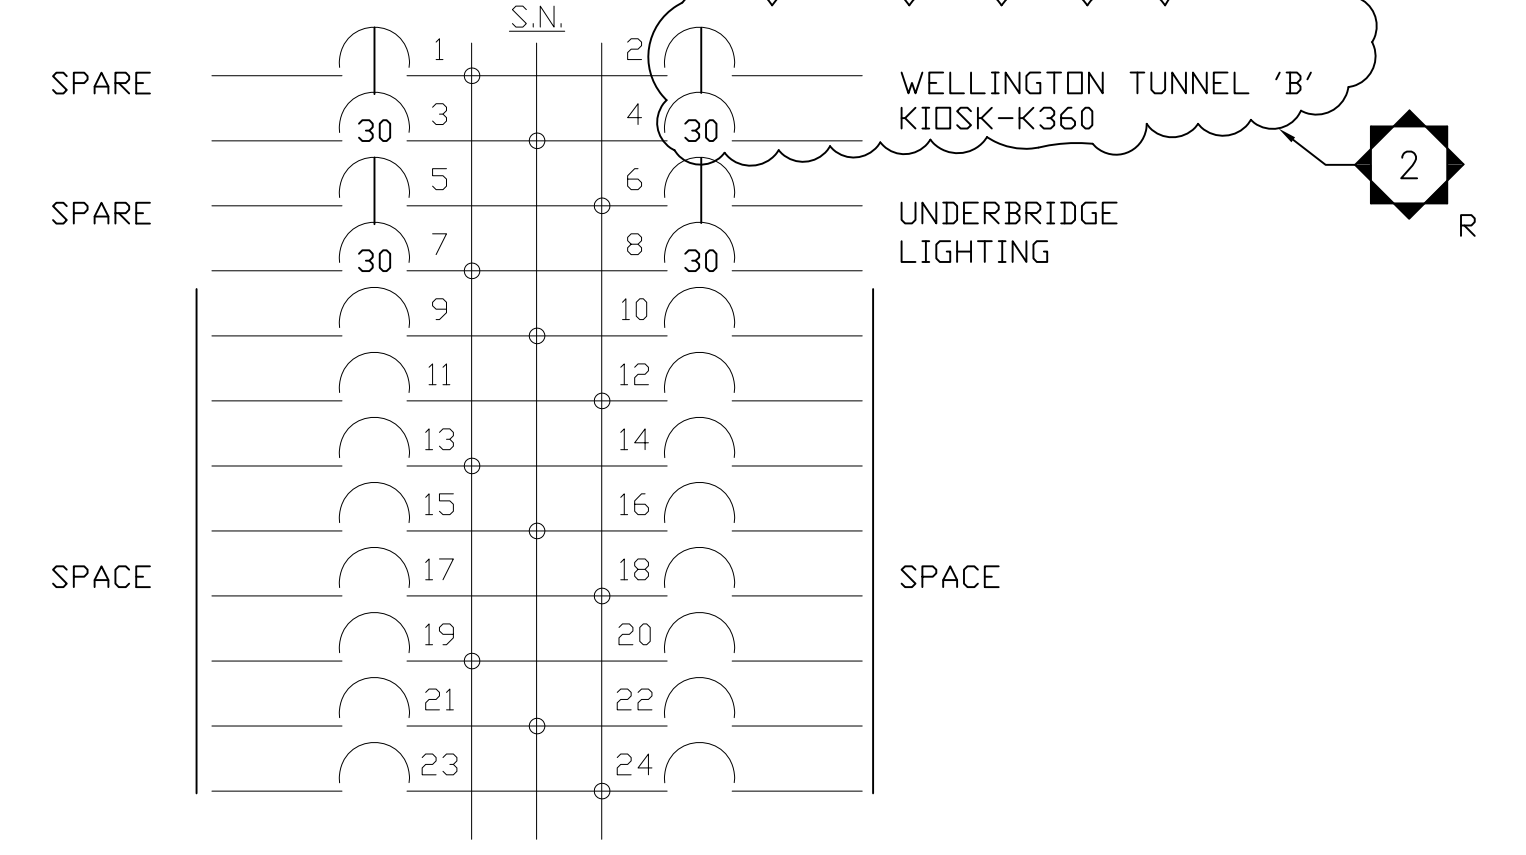 S.N.
1 2
SPARE WELLINGTON TUNNEL 'B'
3 4
30 30 KIOSK-K360
2
5 6
SPARE UNDERBRIDGE
R
7 8
30 30 LIGHTING
9 10
11 12
13 14
15 16
17 18
SPACE SPACE
19 20
21 22
23 24